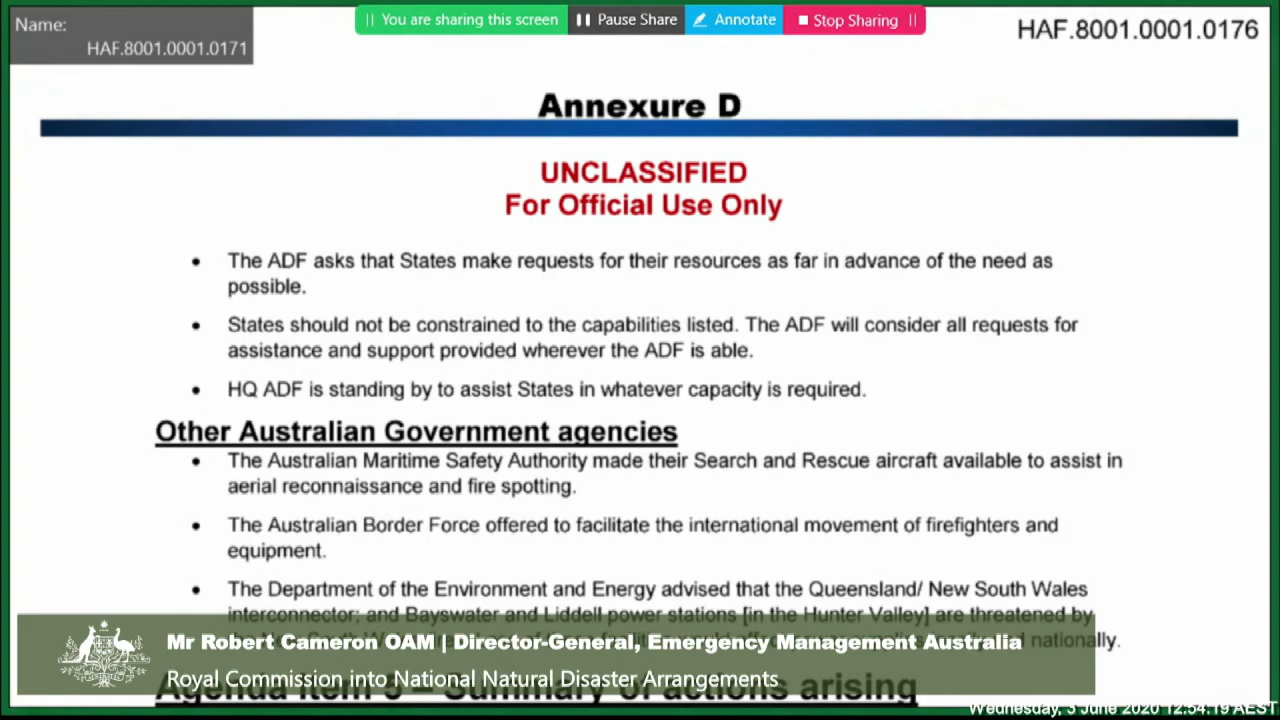 Name:
HAF.8001.0001.0171
You are sharing this screen
Pause Share
Annotate
Stop Sharing
HAF.8001.0001.0176
Annexure D
UNCLASSIFIED
For Official Use Only
• The ADF asks that States make requests for their resources as far in advance of the need as
possible.
• States should not be constrained to the capabilities listed. The ADF will consider all requests for
assistance and support provided wherever the ADF is able.
• HQ ADF is standing by to assist States in whatever capacity is required.
Other Australian Government agencies
• The Australian Maritime Safety Authority made their Search and Rescue aircraft available to assist in
aerial reconnaissance and fire spotting.
• The Australian Border Force offered to facilitate the international movement of firefighters and
equipment.
• The Department of the Environment and Energy advised that the Queensland/ New South Wales
interconnector; and Bayswater and Liddell power stations [in the Hunter Valley] are threatened by
nationally.
Mr Robert Cameron OAM | Director-General, Emergency Management Australia
Royal Commission into National Natural Disaster Arrangements
Agenda item 3 – Summary of actions arising
Wednesday, 3 June 2020 12:54:19 AEST